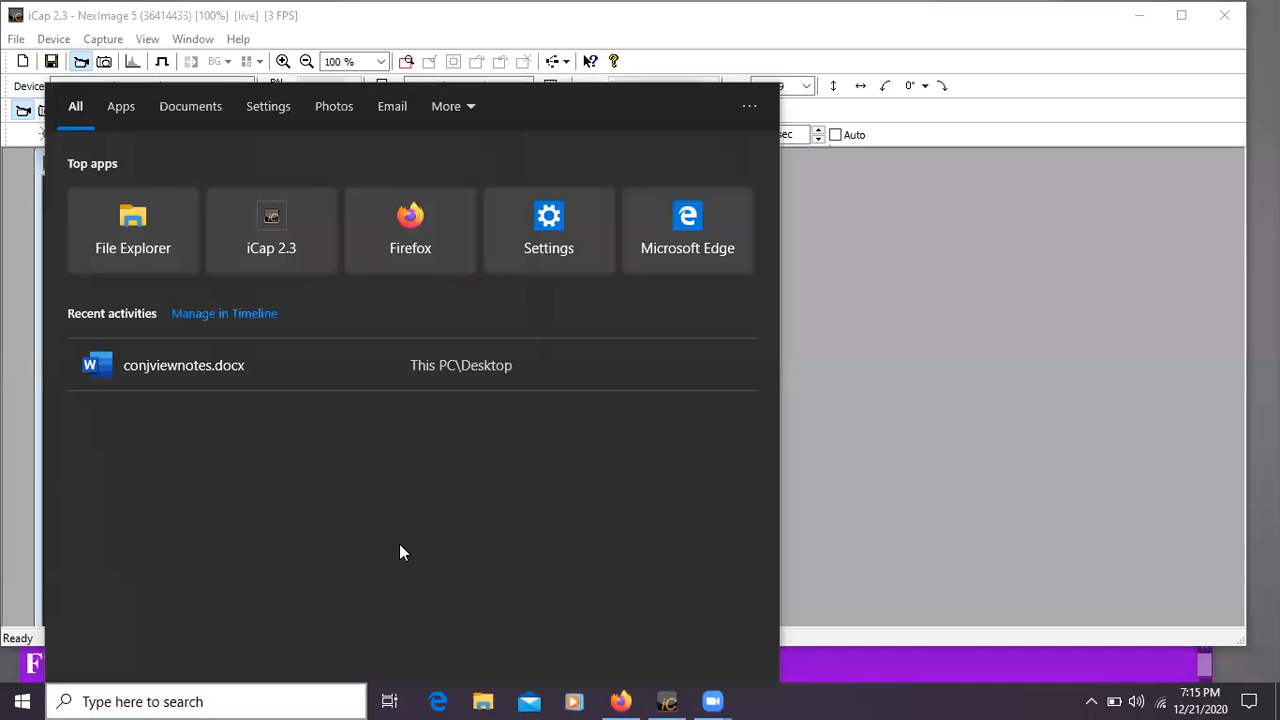 iCap 2.3 - NexImage 5 (36414433) [100%] [live] [3 FPS]
File Device Capture View Window Help
BG 100 %
Device
0°
sec Auto
All Apps Documents Settings Photos Email More
Top apps
File Explorer iCap 2.3 Firefox Settings Microsoft Edge
Recent activities Manage in Timeline
conjviewnotes.docx This PC\Desktop
Ready
F
Type here to search
7:15 PM
12/21/2020